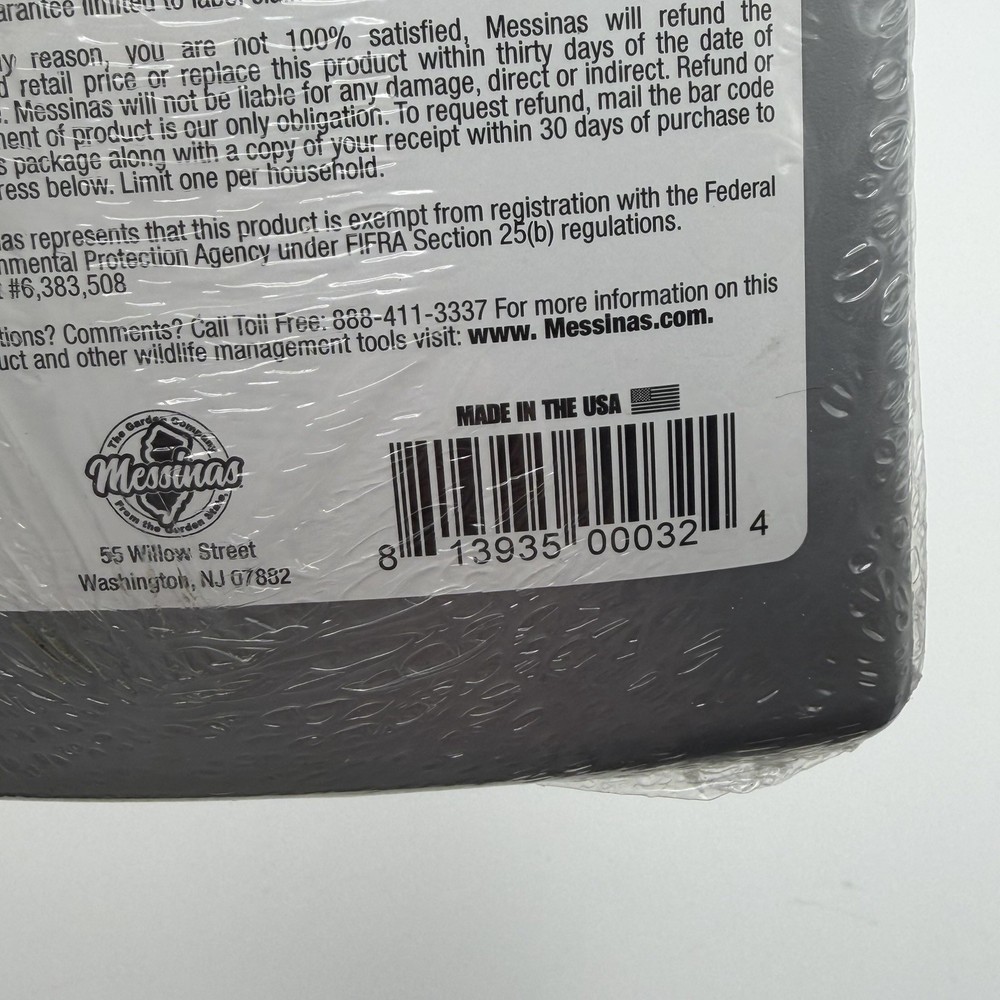 arantee limited to label
y reason, you are not 100% satisfied, Messinas will refund the
d retail price or replace this product within thirty days of the date of
. Messinas will not be liable for any damage, direct or indirect. Refund or
ment of product is our only obligation. To request refund, mail the bar code
s package along with a copy of your receipt within 30 days of purchase to
ress below. Limit one per household.
as represents that this product is exempt from registration with the Federal
nmental Protection Agency under FIFRA Section 25(b) regulations.
#6,383,508
tions? Comments? Call Toll Free: 888-411-3337 For more information on this
uct and other wildlife management tools visit: www. Messinas.com.
MADE IN THE USA
The Garden Company
Messinas
From the Garden State
55 Willow Street
Washington, NJ 07882
8 13935 00032 4